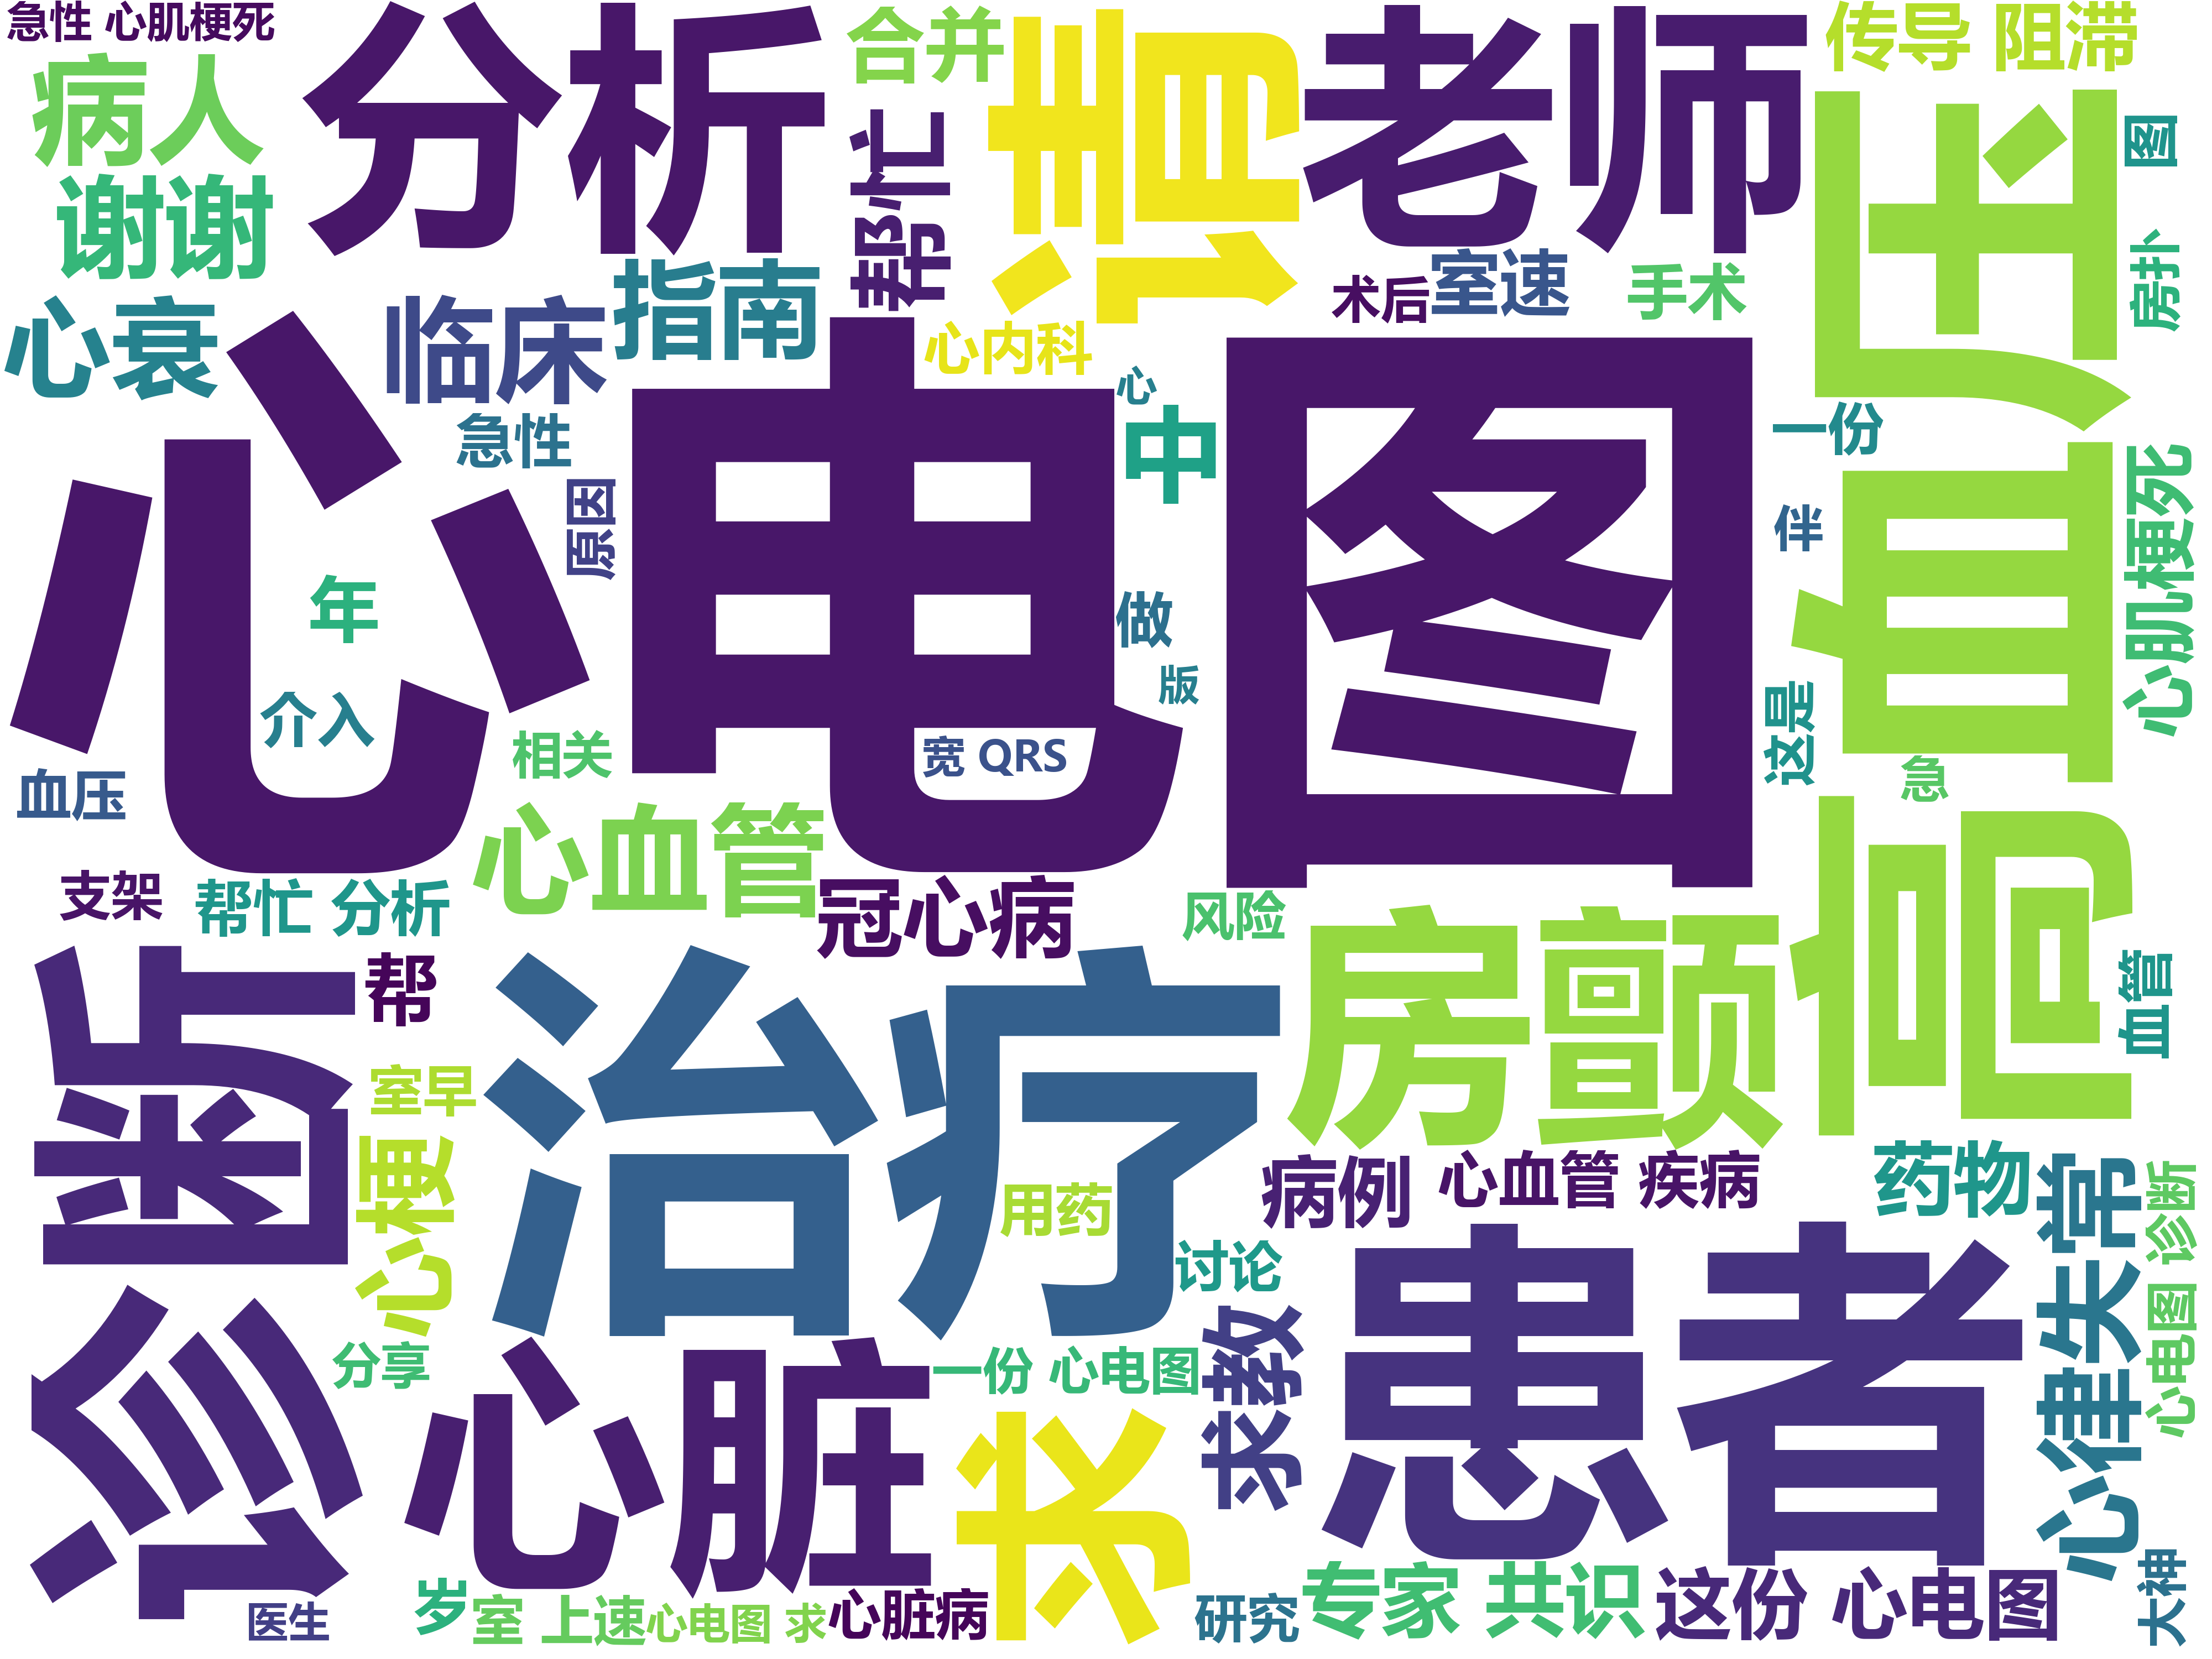 急性 心肌梗死
病人
谢谢
分析
合并
帮忙
请
老师
传导 阻滞
图
房扑
高血压
心衰
临床
指南
急性
心内科
术后
室速
手术
心电图
心
中
一份
伴
心肌梗死
原因
年
介入
血压
相关
宽 QRS
做
版
这是
急
支架
帮忙 分析
心血管
冠心病
风险
房颤
血管
诊断
帮
室早
心梗
治疗
用药
讨论
病例
心血管 疾病
药物
心律失常
心电图 诊断
分享
心脏
一份 心电图
求教
求
患者
医生
岁
室 上速
心电图 求
心脏病
研究
专家 共识
这份 心电图
大神